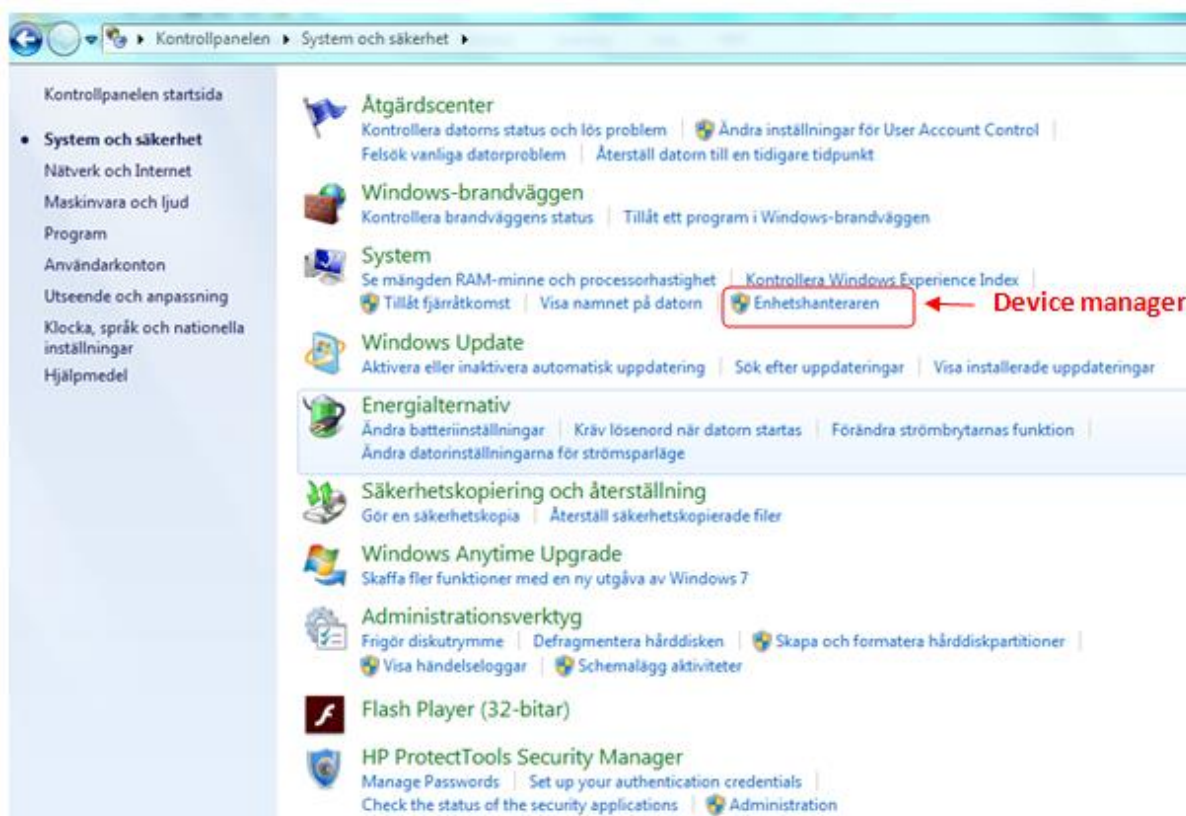 Kontrollpanelen System och säkerhet
Kontrollpanelen startsida
System och säkerhet
Nätverk och Internet
Maskinvara och ljud
Program
Användarkonton
Utseende och anpassning
Klocka, språk och nationella
inställningar
Hjälpmedel
Åtgärdscenter
Kontrollera datorns status och lös problem Ändra inställningar för User Account Control
Felsök vanliga datorproblem Återställ datorn till en tidigare tidpunkt
Windows-brandväggen
Kontrollera brandväggens status Tillåt ett program i Windows-brandväggen
System
Se mängden RAM-minne och processorhastighet Kontrollera Windows Experience Index
Tillåt fjärråtkomst Visa namnet på datorn Enhetshanteraren Device manager
Windows Update
Aktivera eller inaktivera automatisk uppdatering Sök efter uppdateringar Visa installerade uppdateringar
Energialternativ
Ändra batteriinställningar Kräv lösenord när datorn startas Förändra strömbrytarnas funktion
Ändra datorinställningarna för strömsparläge
Säkerhetskopiering och återställning
Gör en säkerhetskopia Återställ säkerhetskopierade filer
Windows Anytime Upgrade
Skaffa fler funktioner med en ny utgåva av Windows 7
Administrationsverktyg
Frigör diskutrymme Defragmentera hårddisken Skapa och formatera hårddiskpartitioner
Visa händelseloggar Schemalägg aktiviteter
Flash Player (32-bitar)
HP ProtectTools Security Manager
Manage Passwords Set up your authentication credentials
Check the status of the security applications Administration